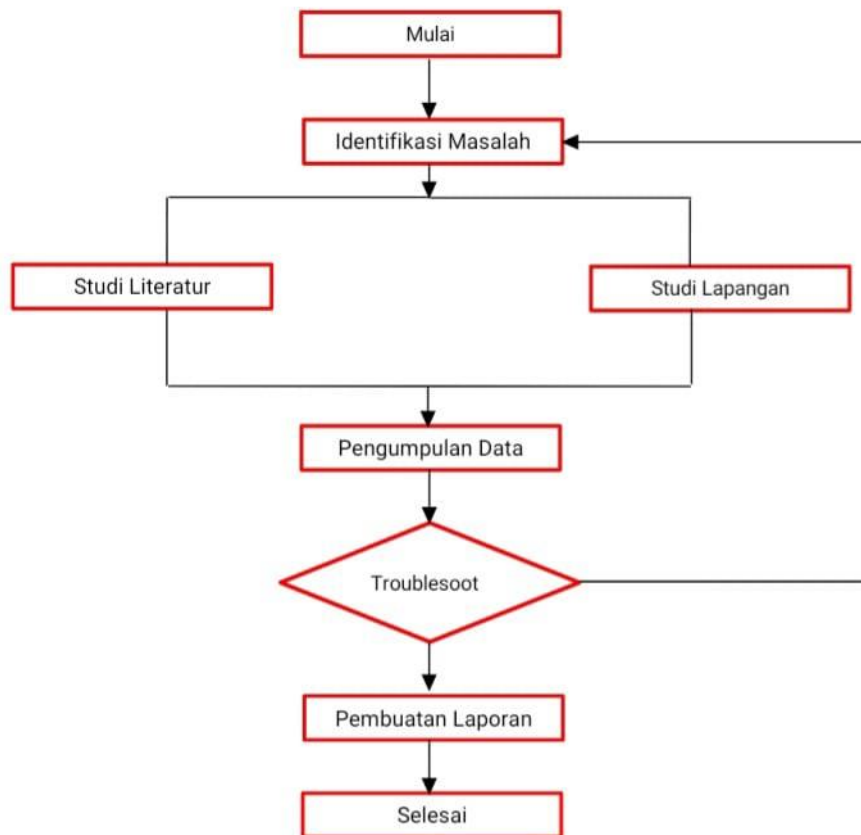 Mulai
Identifikasi Masalah
Studi Literatur
Studi Lapangan
Pengumpulan Data
Troublesoot
Pembuatan Laporan
Selesai